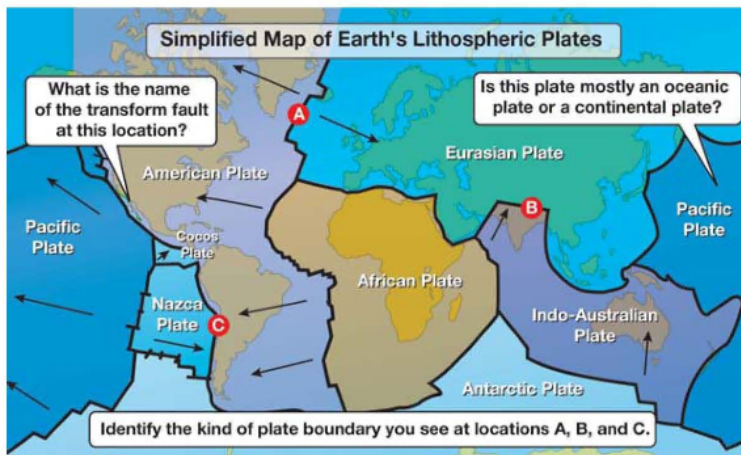 Simplified Map of Earth's Lithospheric Plates
What is the name
of the transform fault
at this location?
Is this plate mostly an oceanic
plate or a continental plate?
A
Eurasian Plate
American Plate
B
Pacific
Plate
Pacific
Plate
Cocos
Plate
African Plate
Nazca
Plate
C
Indo-Australian
Plate
Antarctic Plate
Identify the kind of plate boundary you see at locations A, B, and C.